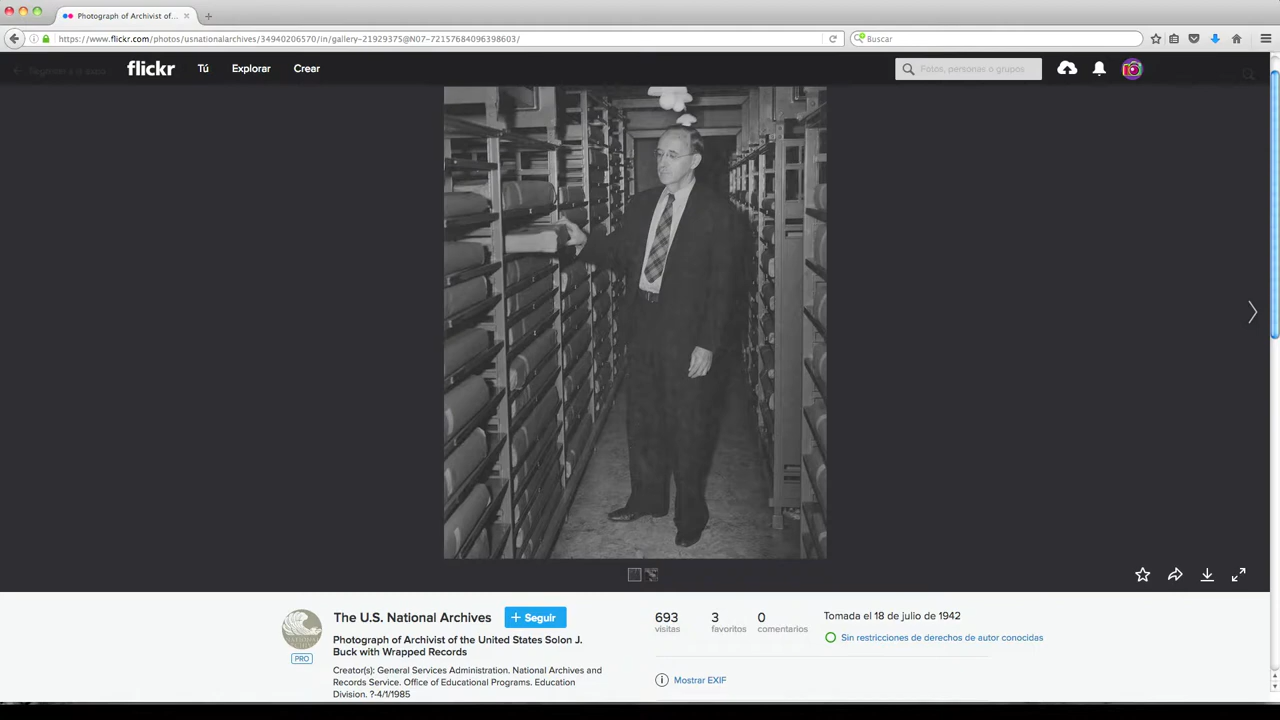 Photograph of Archivist of...
https://www.flickr.com/photos/usnationalarchives/34940206570/in/gallery-21929375@N07-72157684096398603/
Buscar
flickr
Tú
Explorar
Crear
Fotos, personas o grupos
The U.S. National Archives
+ Seguir
PRO
Photograph of Archivist of the United States Solon J.
Buck with Wrapped Records
Creator(s): General Services Administration. National Archives and
Records Service. Office of Educational Programs. Education
Division. ?-4/1/1985
693
visitas
3
favoritos
0
comentarios
Tomada el 18 de julio de 1942
Sin restricciones de derechos de autor conocidas
Mostrar EXIF